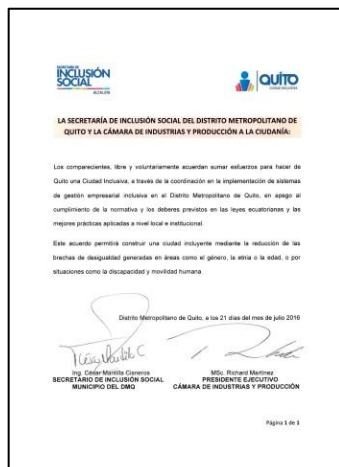 SECRETARÍA DE
INCLUSIÓN
SOCIAL
ALCALDÍA
QUITO
LA SECRETARÍA DE INCLUSIÓN SOCIAL DEL DISTRITO METROPOLITANO DE
QUITO Y LA CÁMARA DE INDUSTRIAS Y PRODUCCIÓN A LA CIUDANÍA:
Los comparecientes, libre y voluntariamente acuerdan sumar esfuerzos para hacer de
Quito una Ciudad Inclusiva, a través de la coordinación en la implementación de sistemas
de gestión empresarial inclusiva en el Distrito Metropolitano de Quito, en apego al
cumplimiento de la normativa y los deberes previstos en las leyes ecuatorianas y las
mejores prácticas aplicadas a nivel local e institucional.
Este acuerdo permitirá construir una ciudad incluyente mediante la reducción de las
brechas de desigualdad generadas en áreas como el género, la etnia o la edad, o por
situaciones como la discapacidad y movilidad humana.
Distrito Metropolitano de Quito, a los 21 días del mes de julio 2016
César Mantilla C
Ing. César Mantilla Cisneros
SECRETARIO DE INCLUSIÓN SOCIAL
MUNICIPIO DEL DMQ
MSc. Richard Martínez
PRESIDENTE EJECUTIVO
CÁMARA DE INDUSTRIAS Y PRODUCCIÓN
Página 1 de 1